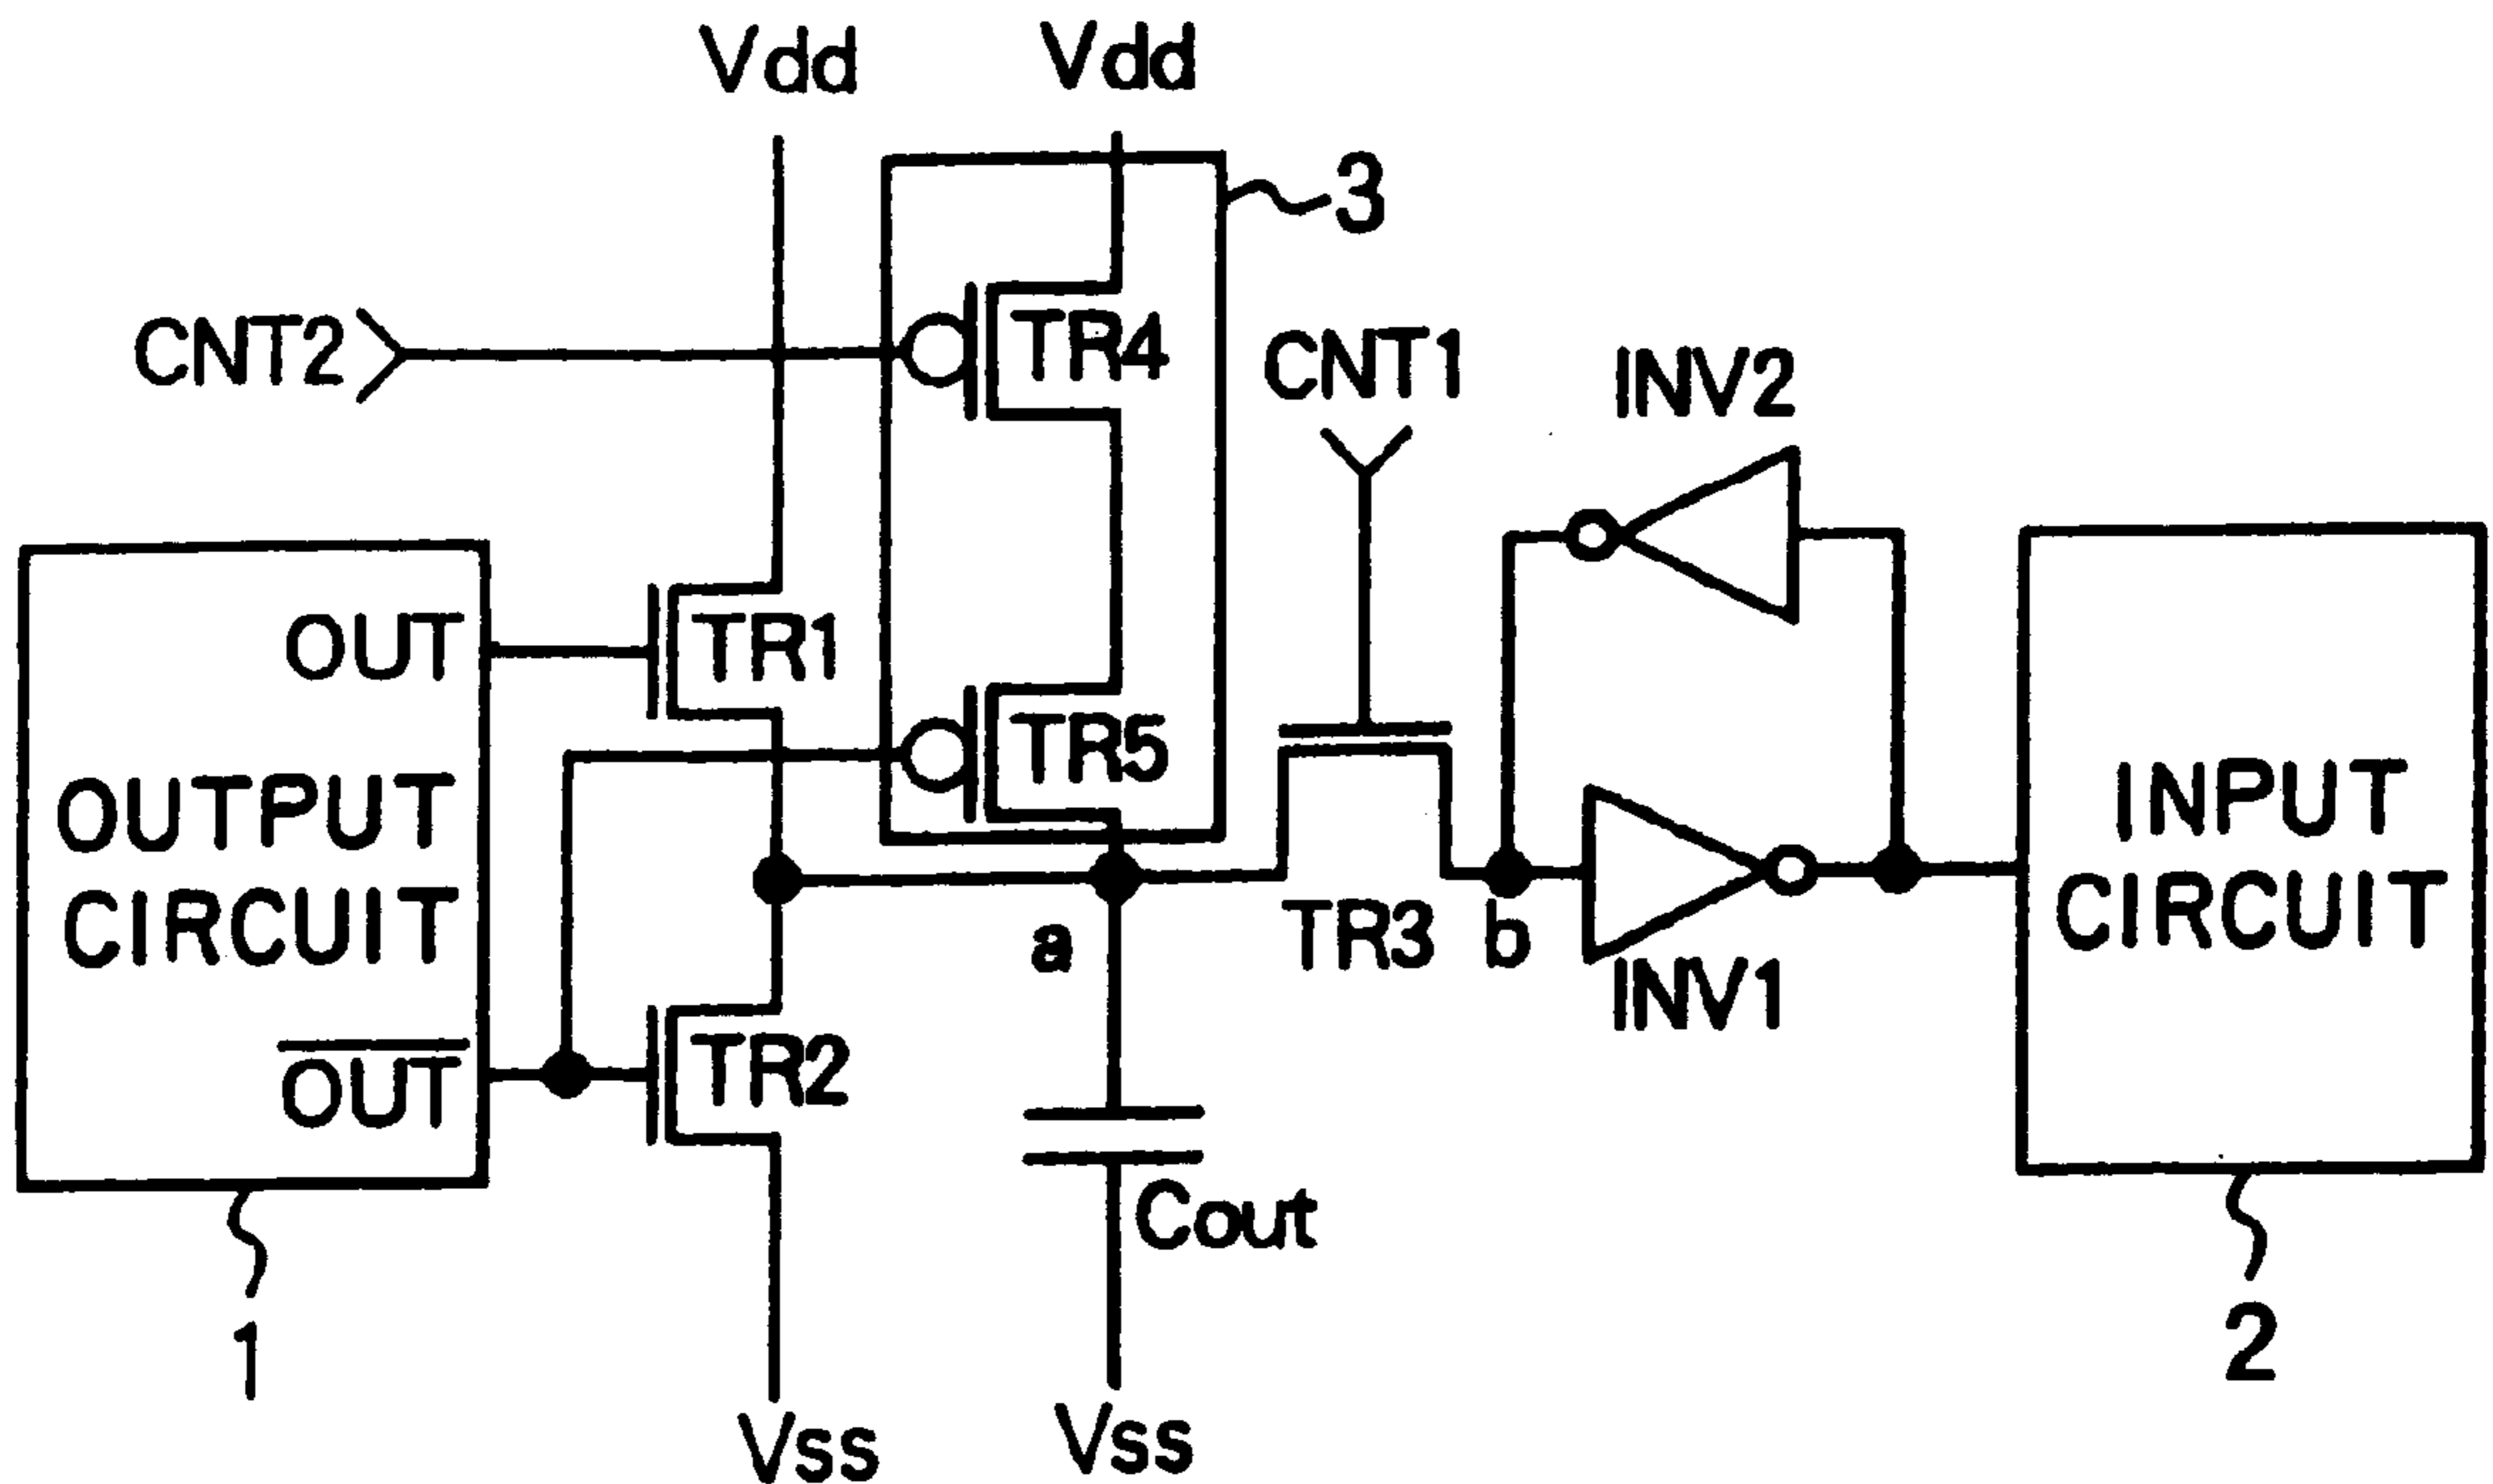 Vdd
Vdd
3
CNT2
TR4
CNT1
INV2
OUT
TR1
TR5
OUTPUT
CIRCUIT
INPUT
CIRCUIT
a
TR3
b
INV1
O̅U̅T̅
TR2
Cout
1
2
Vss
Vss